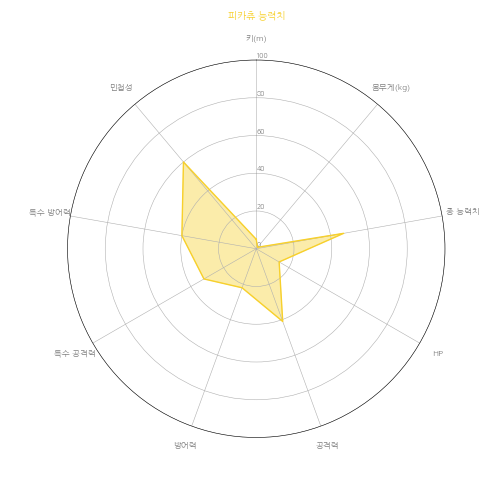 피카츄 능력치
키(m)
100
민첩성
몸무게(kg)
80
60
40
특수 방어력
총 능력치
20
0
특수 공격력
HP
방어력
공격력